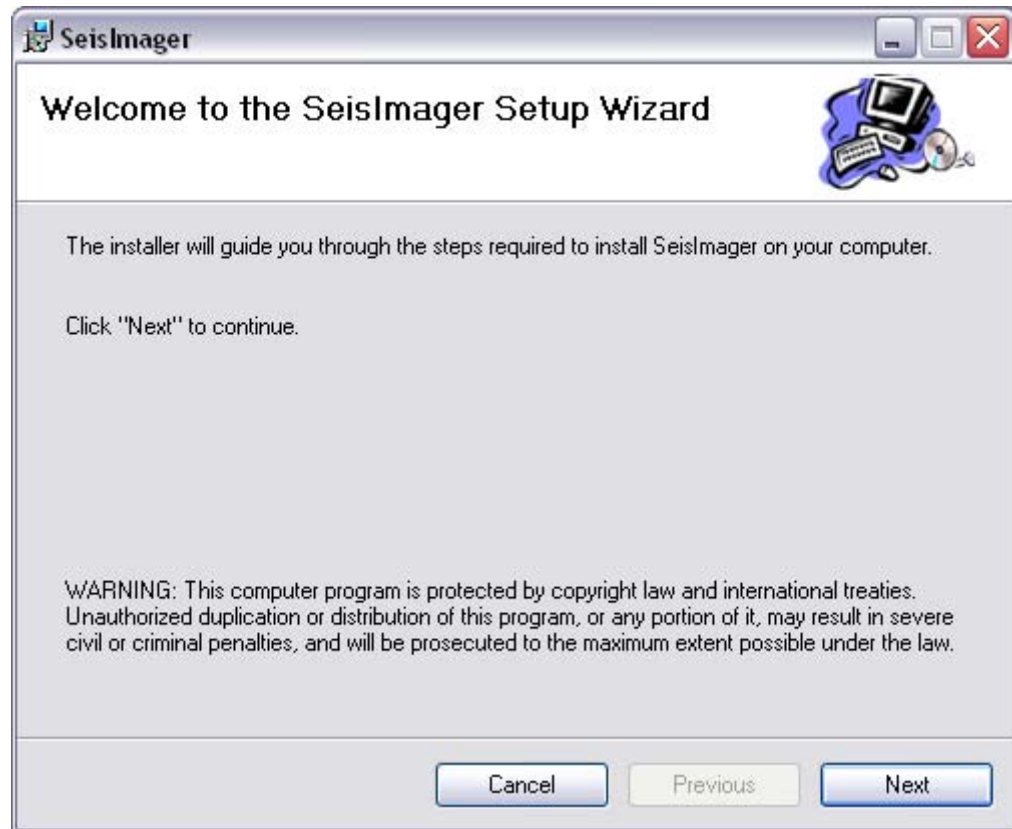 SeisImager
Welcome to the SeisImager Setup Wizard
The installer will guide you through the steps required to install SeisImager on your computer.
Click "Next" to continue.
WARNING: This computer program is protected by copyright law and international treaties.
Unauthorized duplication or distribution of this program, or any portion of it, may result in severe
civil or criminal penalties, and will be prosecuted to the maximum extent possible under the law.
Cancel
Previous
Next